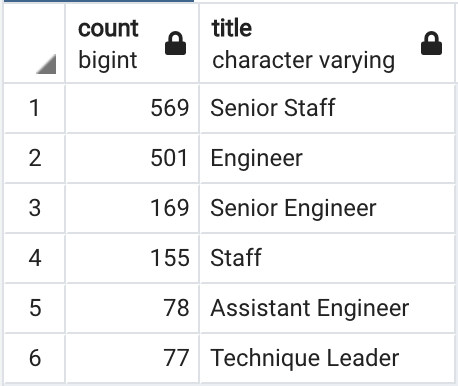 count title
bigint character varying
1 569 Senior Staff
2 501 Engineer
3 169 Senior Engineer
4 155 Staff
5 78 Assistant Engineer
6 77 Technique Leader